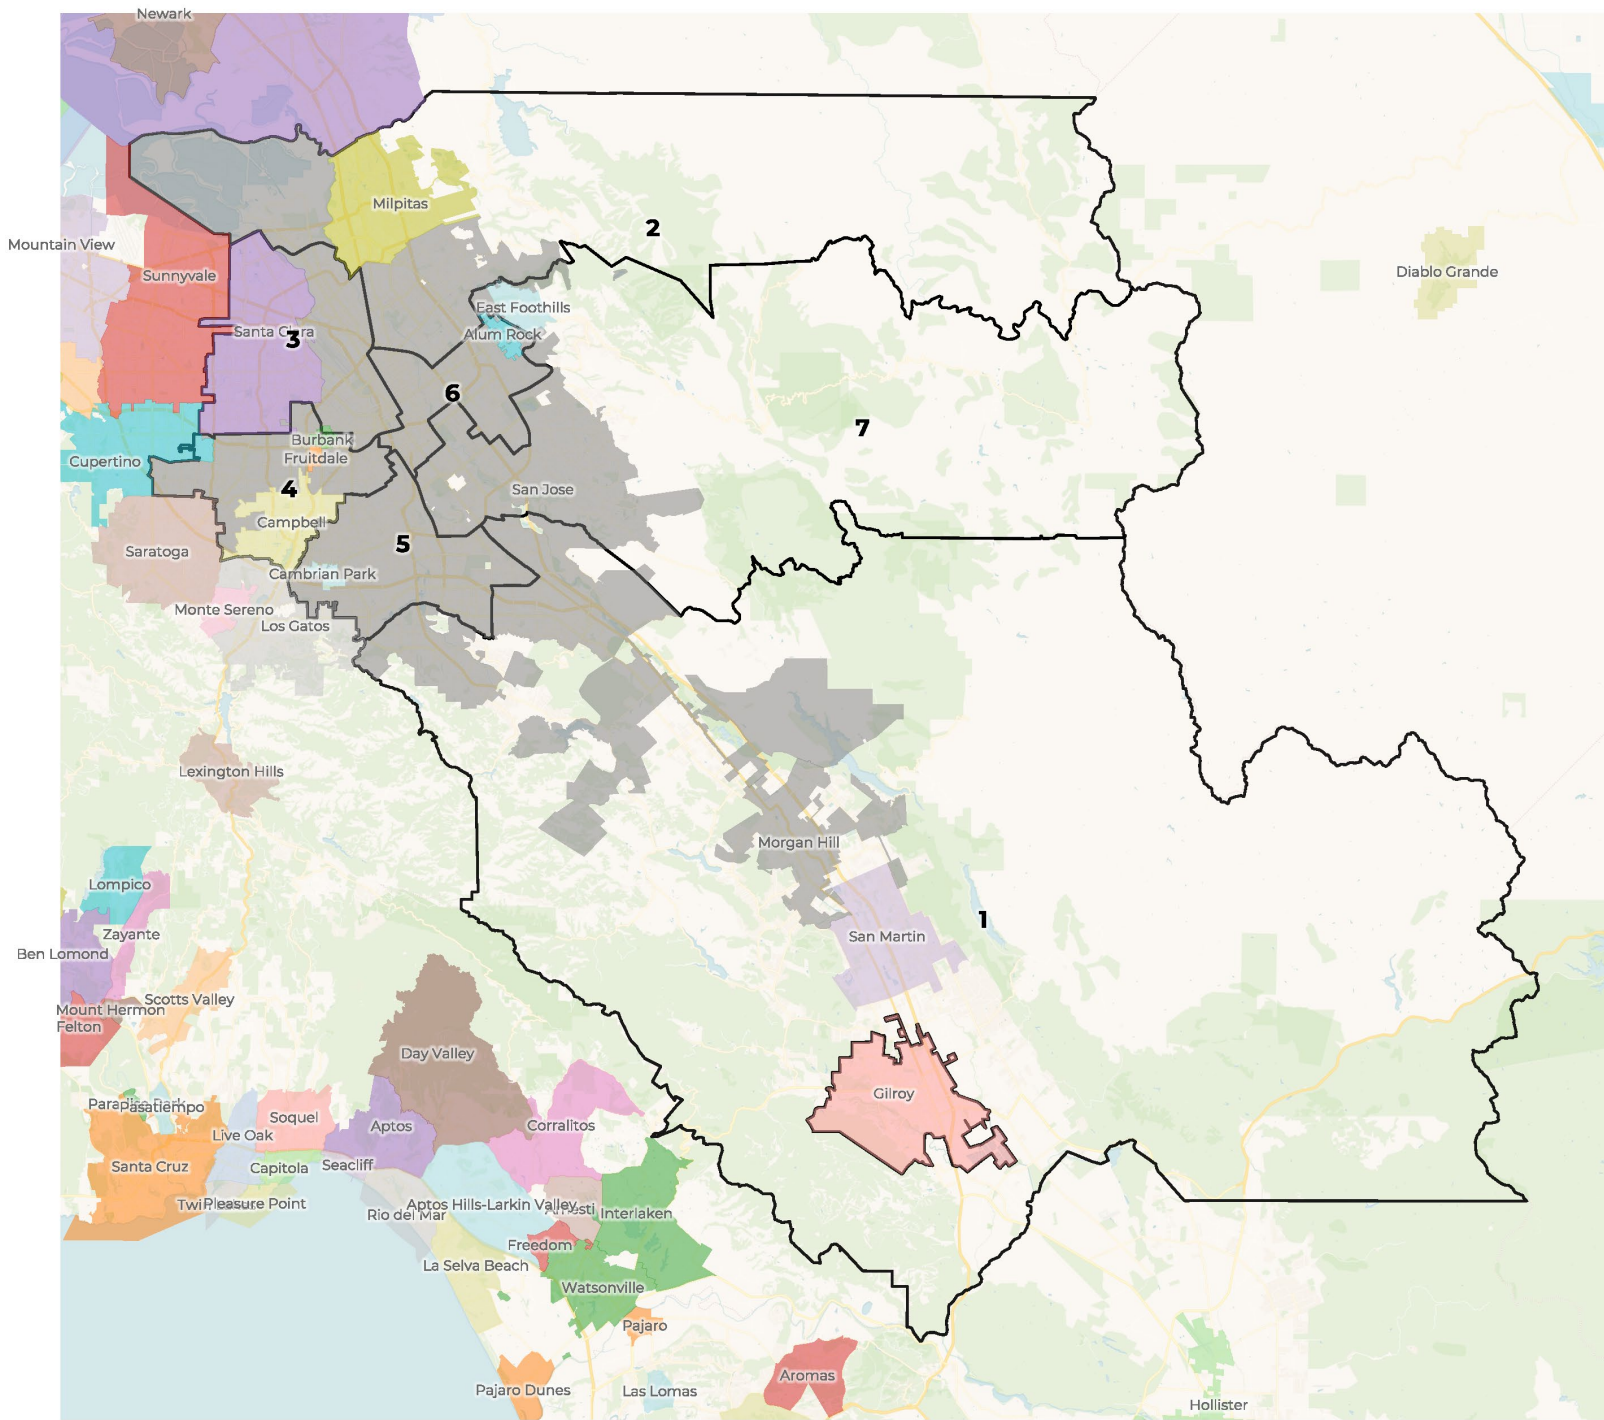 Newark
Milpitas
2
Mountain View
Sunnyvale
Diablo Grande
East Foothills
Santa Clara
3
Alum Rock
6
7
Burbank
Fruitdale
Cupertino
4
San Jose
Campbell
5
Saratoga
Cambrian Park
Monte Sereno
Los Gatos
Lexington Hills
Morgan Hill
Lompico
1
Zayante
San Martin
Ben Lomond
Scotts Valley
Mount Hermon
Felton
Day Valley
Gilroy
Pasatiempo
Soquel
Live Oak
Aptos
Corralitos
Santa Cruz
Capitola
Seacliff
Pleasure Point
Rio del Mar
Aptos Hills-Larkin Valley
Interlaken
Freedom
La Selva Beach
Watsonville
Pajaro
Aromas
Pajaro Dunes
Las Lomas
Hollister